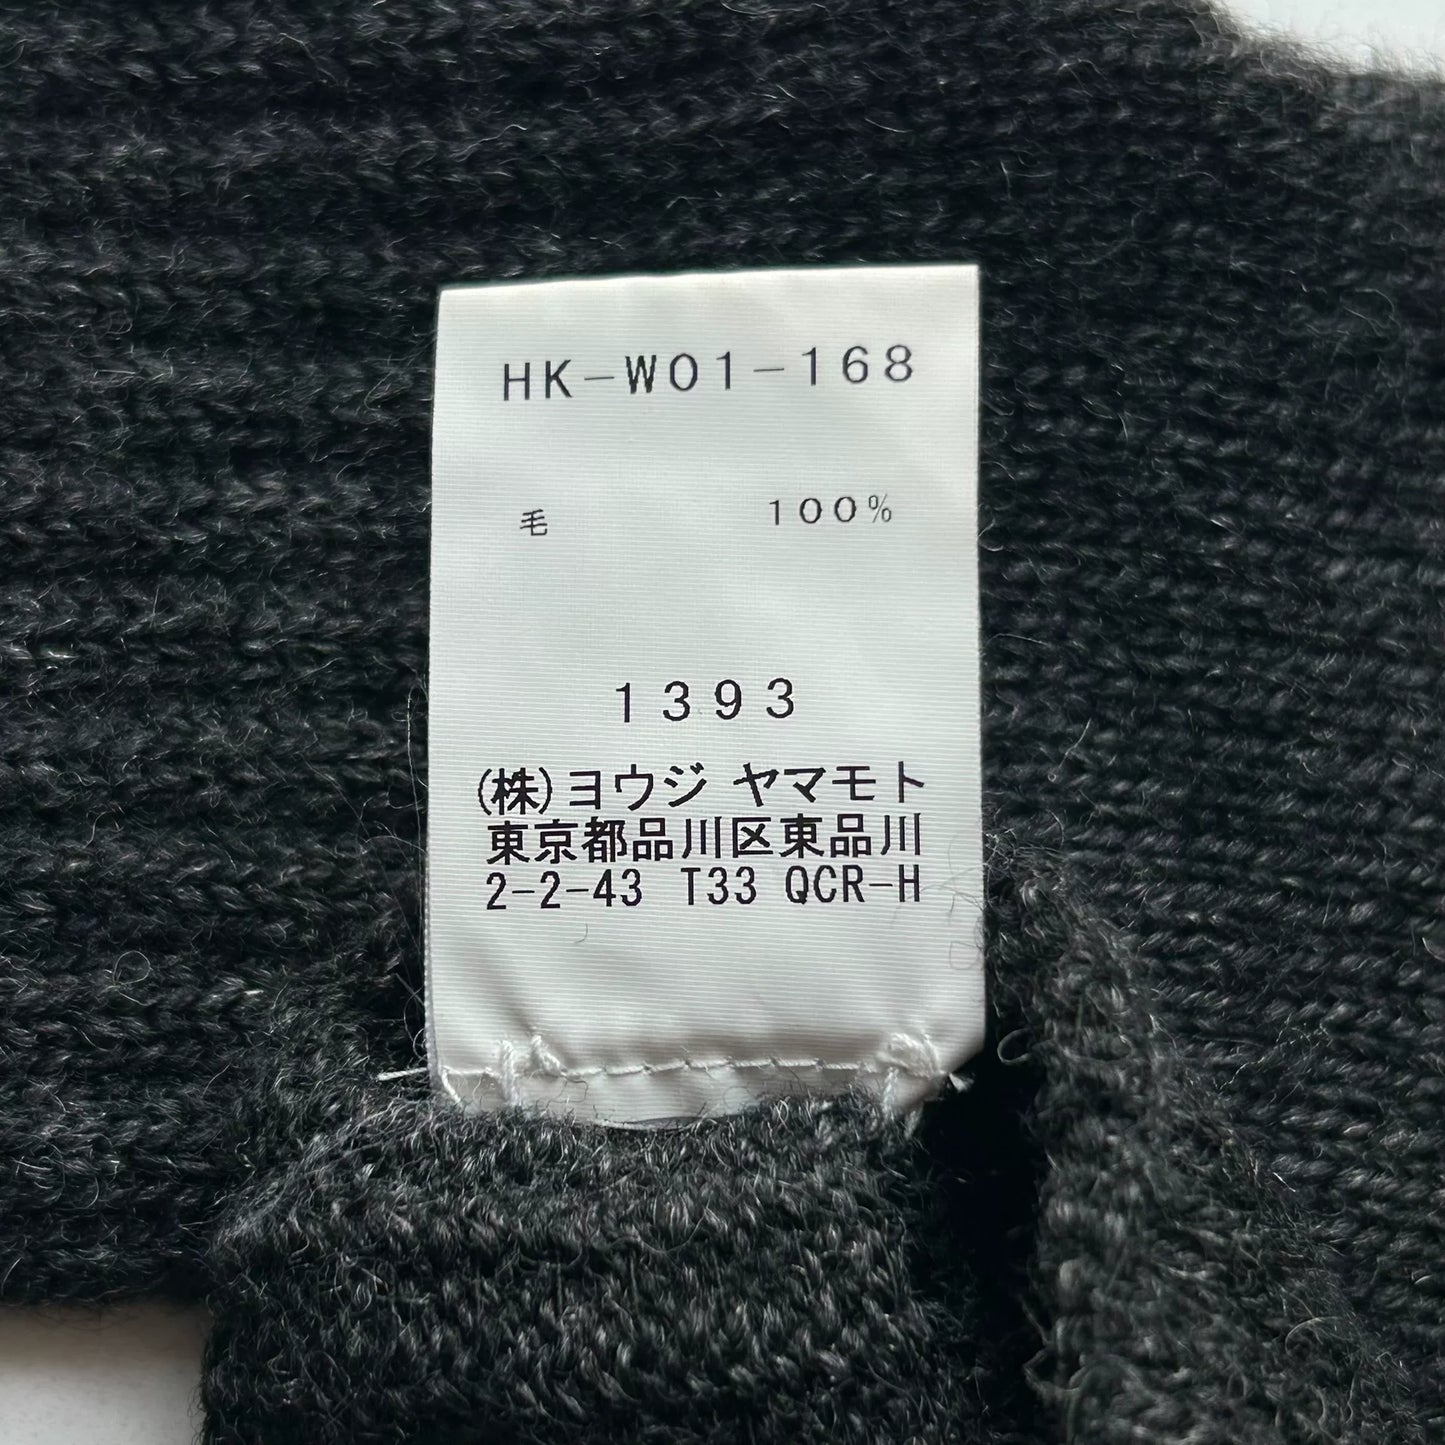 HK-W01-168
毛 100%
1393
(株)ヨウジ ヤマモト
東京都品川区東品川
2-2-43 T33 QCR-H